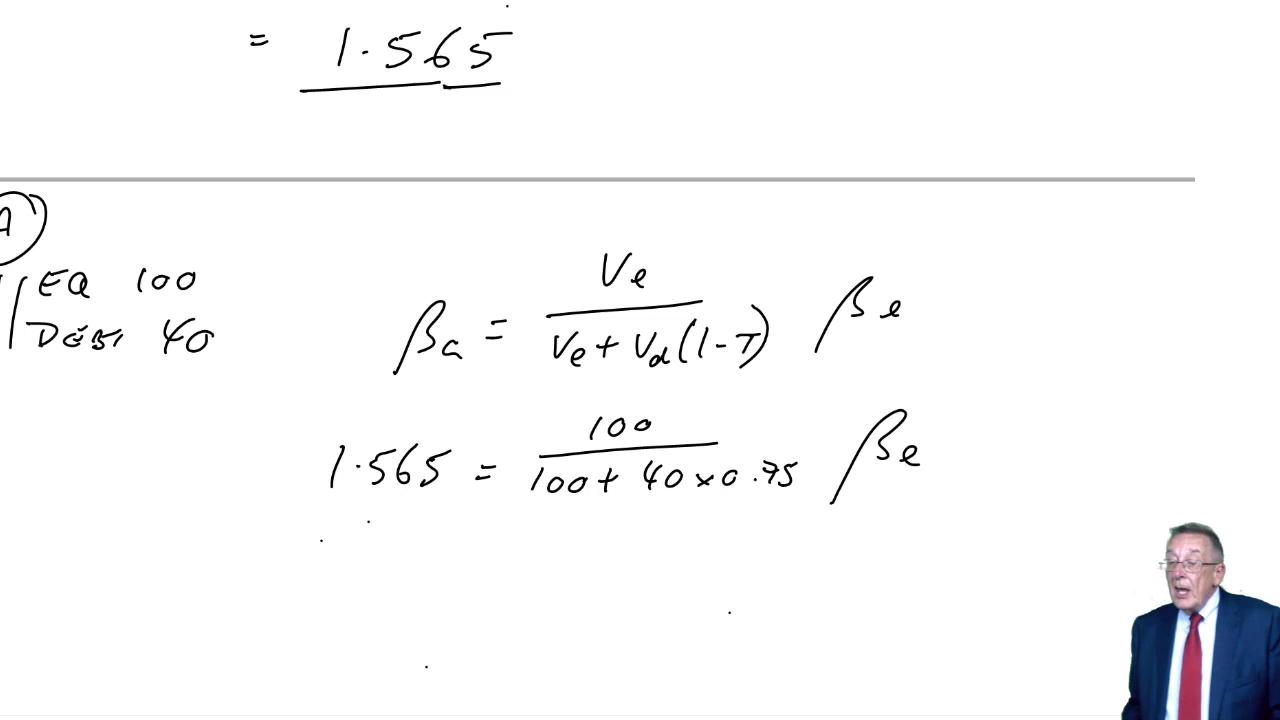 = 1.565
A
EQ 100
DEBT 40
βa = Ve / Ve + Vd(1-T) βe
1.565 = 100 / 100 + 40 x 0.75 βe